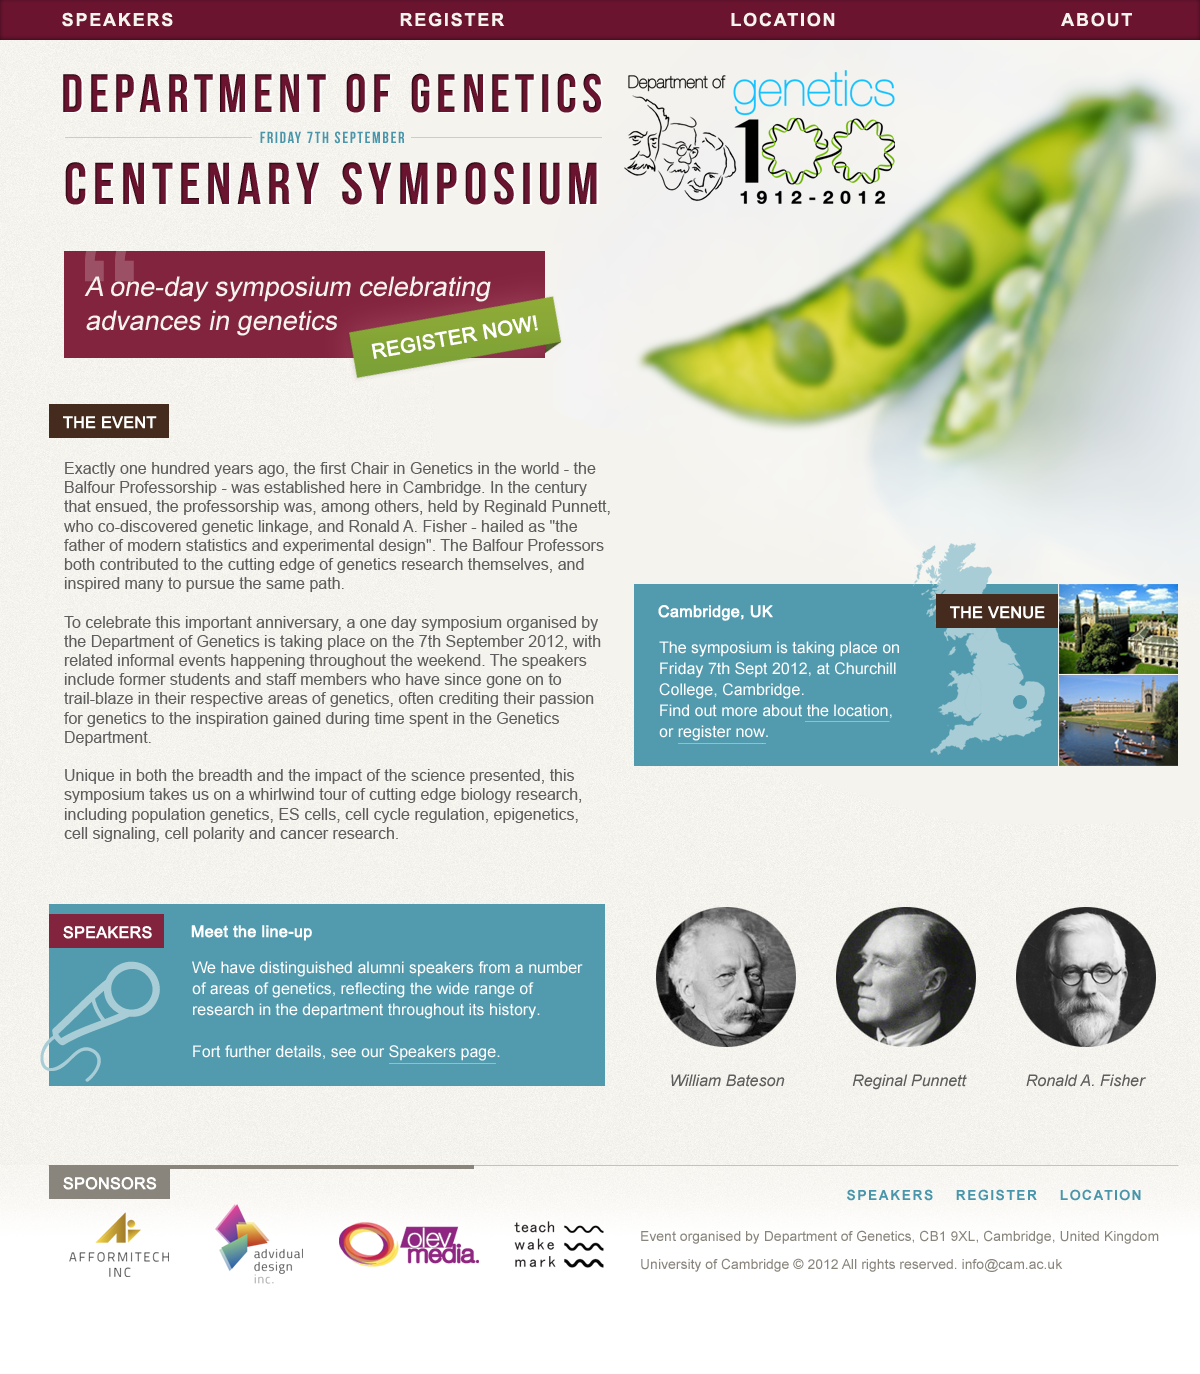 SPEAKERS REGISTER LOCATION ABOUT
DEPARTMENT OF GENETICS
FRIDAY 7TH SEPTEMBER
CENTENARY SYMPOSIUM
Department of genetics
100
1912-2012
“
A one-day symposium celebrating
advances in genetics
REGISTER NOW!
THE EVENT
Exactly one hundred years ago, the first Chair in Genetics in the world - the
Balfour Professorship - was established here in Cambridge. In the century
that ensued, the professorship was, among others, held by Reginald Punnett,
who co-discovered genetic linkage, and Ronald A. Fisher - hailed as "the
father of modern statistics and experimental design". The Balfour Professors
both contributed to the cutting edge of genetics research themselves, and
inspired many to pursue the same path.
To celebrate this important anniversary, a one day symposium organised by
the Department of Genetics is taking place on the 7th September 2012, with
related informal events happening throughout the weekend. The speakers
include former students and staff members who have since gone on to
trail-blaze in their respective areas of genetics, often crediting their passion
for genetics to the inspiration gained during time spent in the Genetics
Department.
Unique in both the breadth and the impact of the science presented, this
symposium takes us on a whirlwind tour of cutting edge biology research,
including population genetics, ES cells, cell cycle regulation, epigenetics,
cell signaling, cell polarity and cancer research.
Cambridge, UK
THE VENUE
The symposium is taking place on
Friday 7th Sept 2012, at Churchill
College, Cambridge.
Find out more about the location,
or register now.
SPEAKERS
Meet the line-up
We have distinguished alumni speakers from a number
of areas of genetics, reflecting the wide range of
research in the department throughout its history.
Fort further details, see our Speakers page.
William Bateson
Reginal Punnett
Ronald A. Fisher
SPONSORS
AFFORMITECH
INC
advidual
design
inc.
olev
media.
teach
wake
mark
SPEAKERS REGISTER LOCATION
Event organised by Department of Genetics, CB1 9XL, Cambridge, United Kingdom
University of Cambridge © 2012 All rights reserved. info@cam.ac.uk